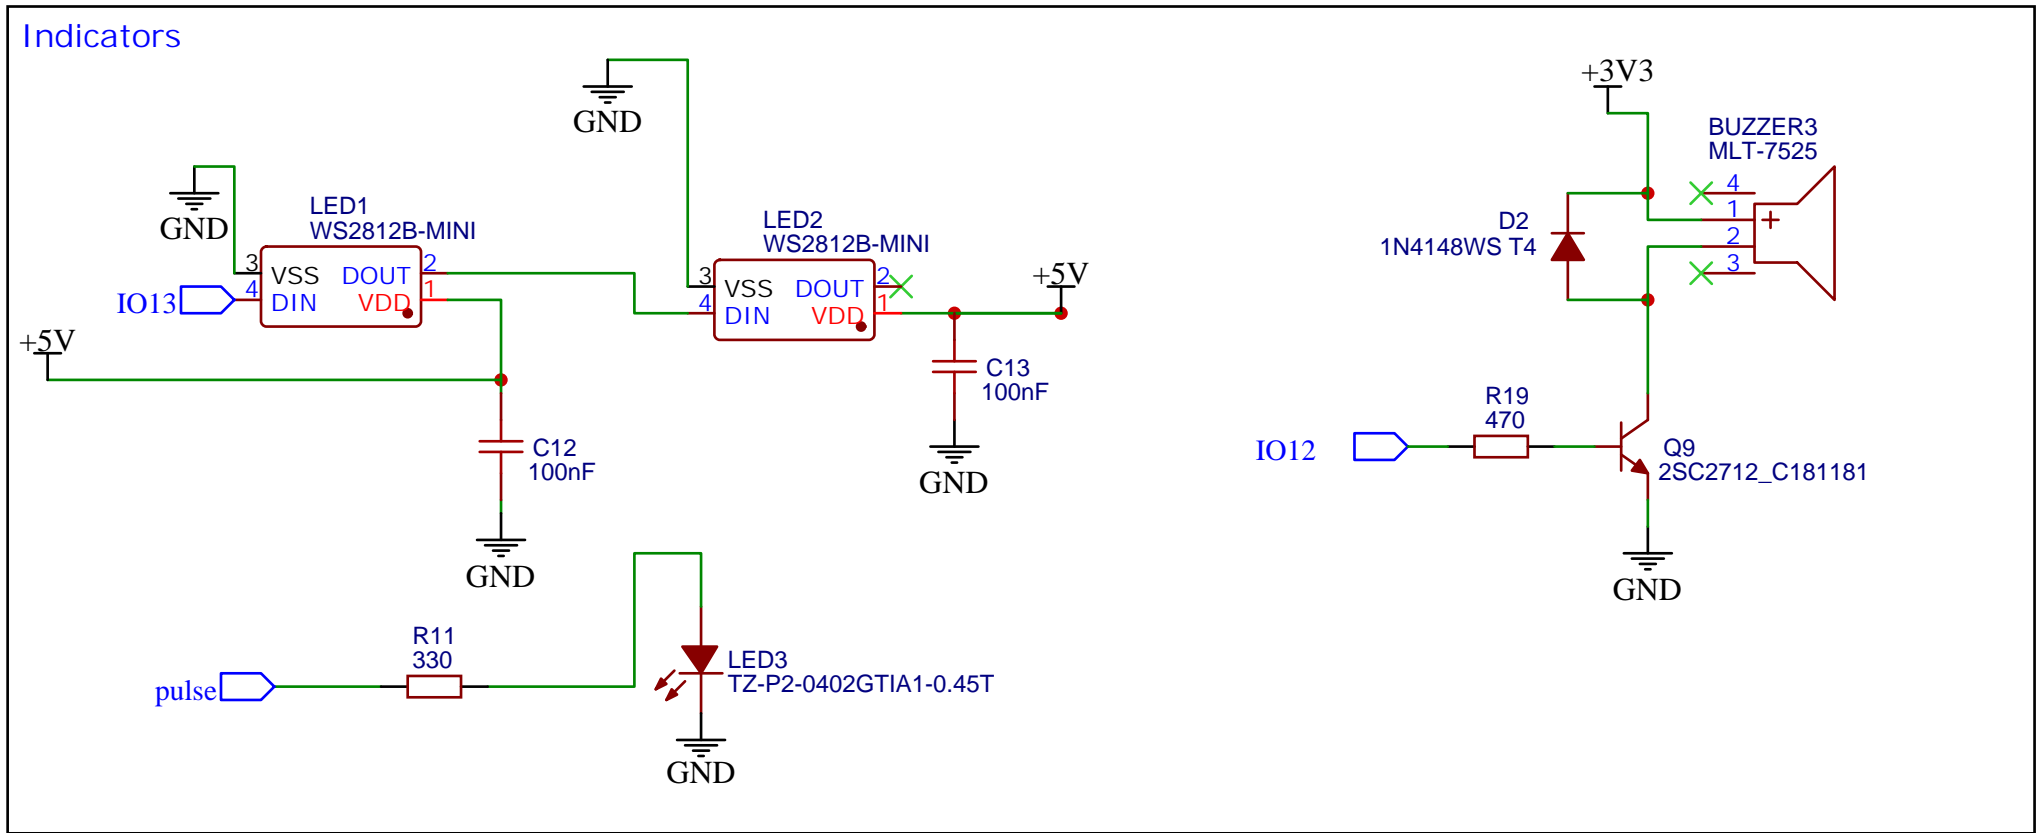 Indicators
GND
GND
LED1
WS2812B-MINI
3
VSS
DOUT
2
4
DIN
VDD
1
IO13
+5V
C12
100nF
GND
LED2
WS2812B-MINI
3
VSS
DOUT
2
4
DIN
VDD
1
+5V
C13
100nF
GND
pulse
R11
330
LED3
TZ-P2-0402GTIA1-0.45T
GND
+3V3
BUZZER3
MLT-7525
4
1
+
2
3
D2
1N4148WS T4
IO12
R19
470
Q9
2SC2712_C181181
GND